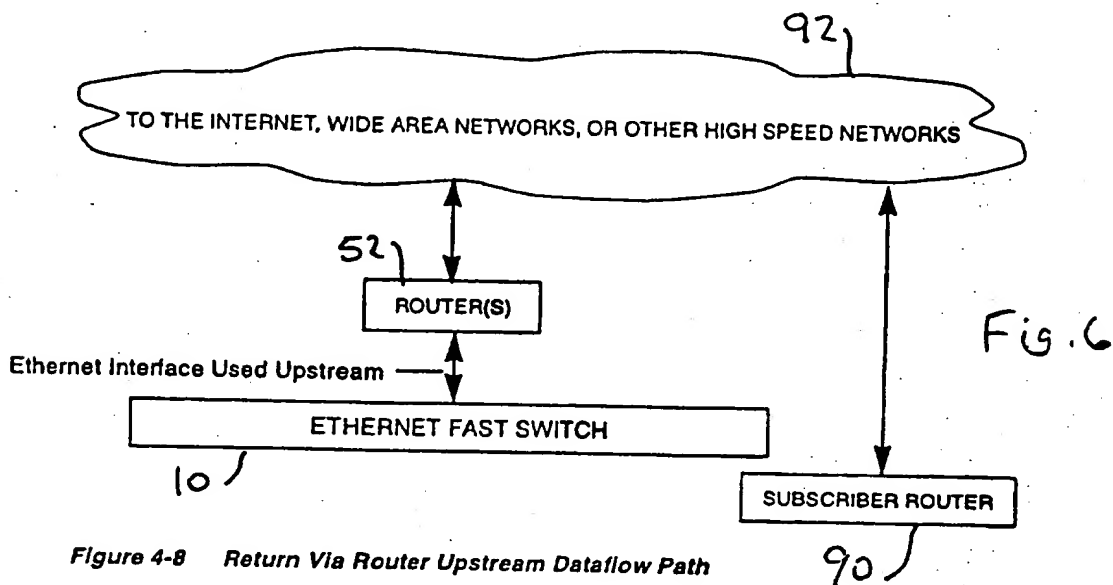 92
TO THE INTERNET, WIDE AREA NETWORKS, OR OTHER HIGH SPEED NETWORKS
52
ROUTER(S)
Fig. 6
Ethernet Interface Used Upstream
ETHERNET FAST SWITCH
10
SUBSCRIBER ROUTER
90
Figure 4-8 Return Via Router Upstream Dataflow Path